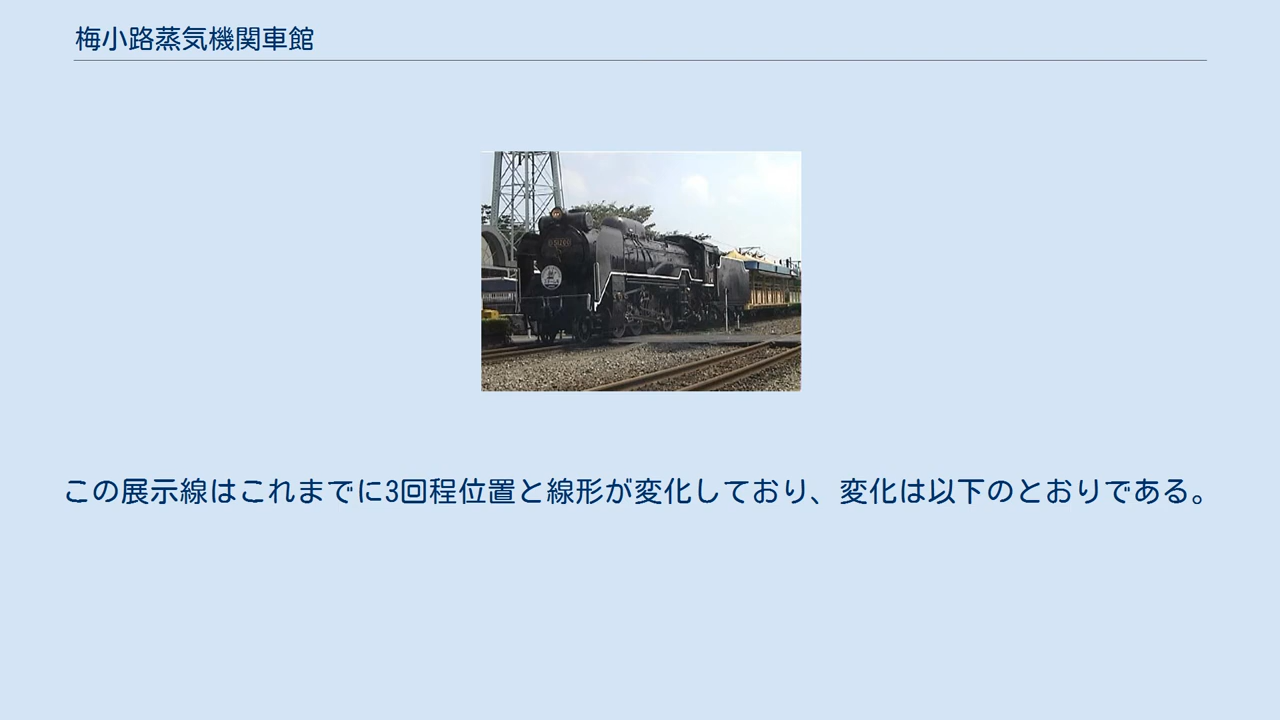 梅小路蒸気機関車館
この展示線はこれまでに3回程位置と線形が変化しており、変化は以下のとおりである。